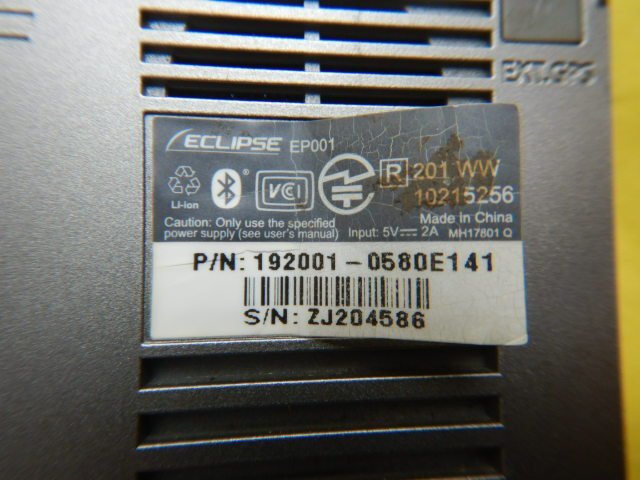 EXT.GPS
ECLIPSE EP001
Li-ion
VCCI
R 201 WW
10215256
Made in China
Caution: Only use the specified
power supply (see user's manual) Input: 5V⎓2A MH17801 Q
P/N: 192001-0580E141
S/N: ZJ204586